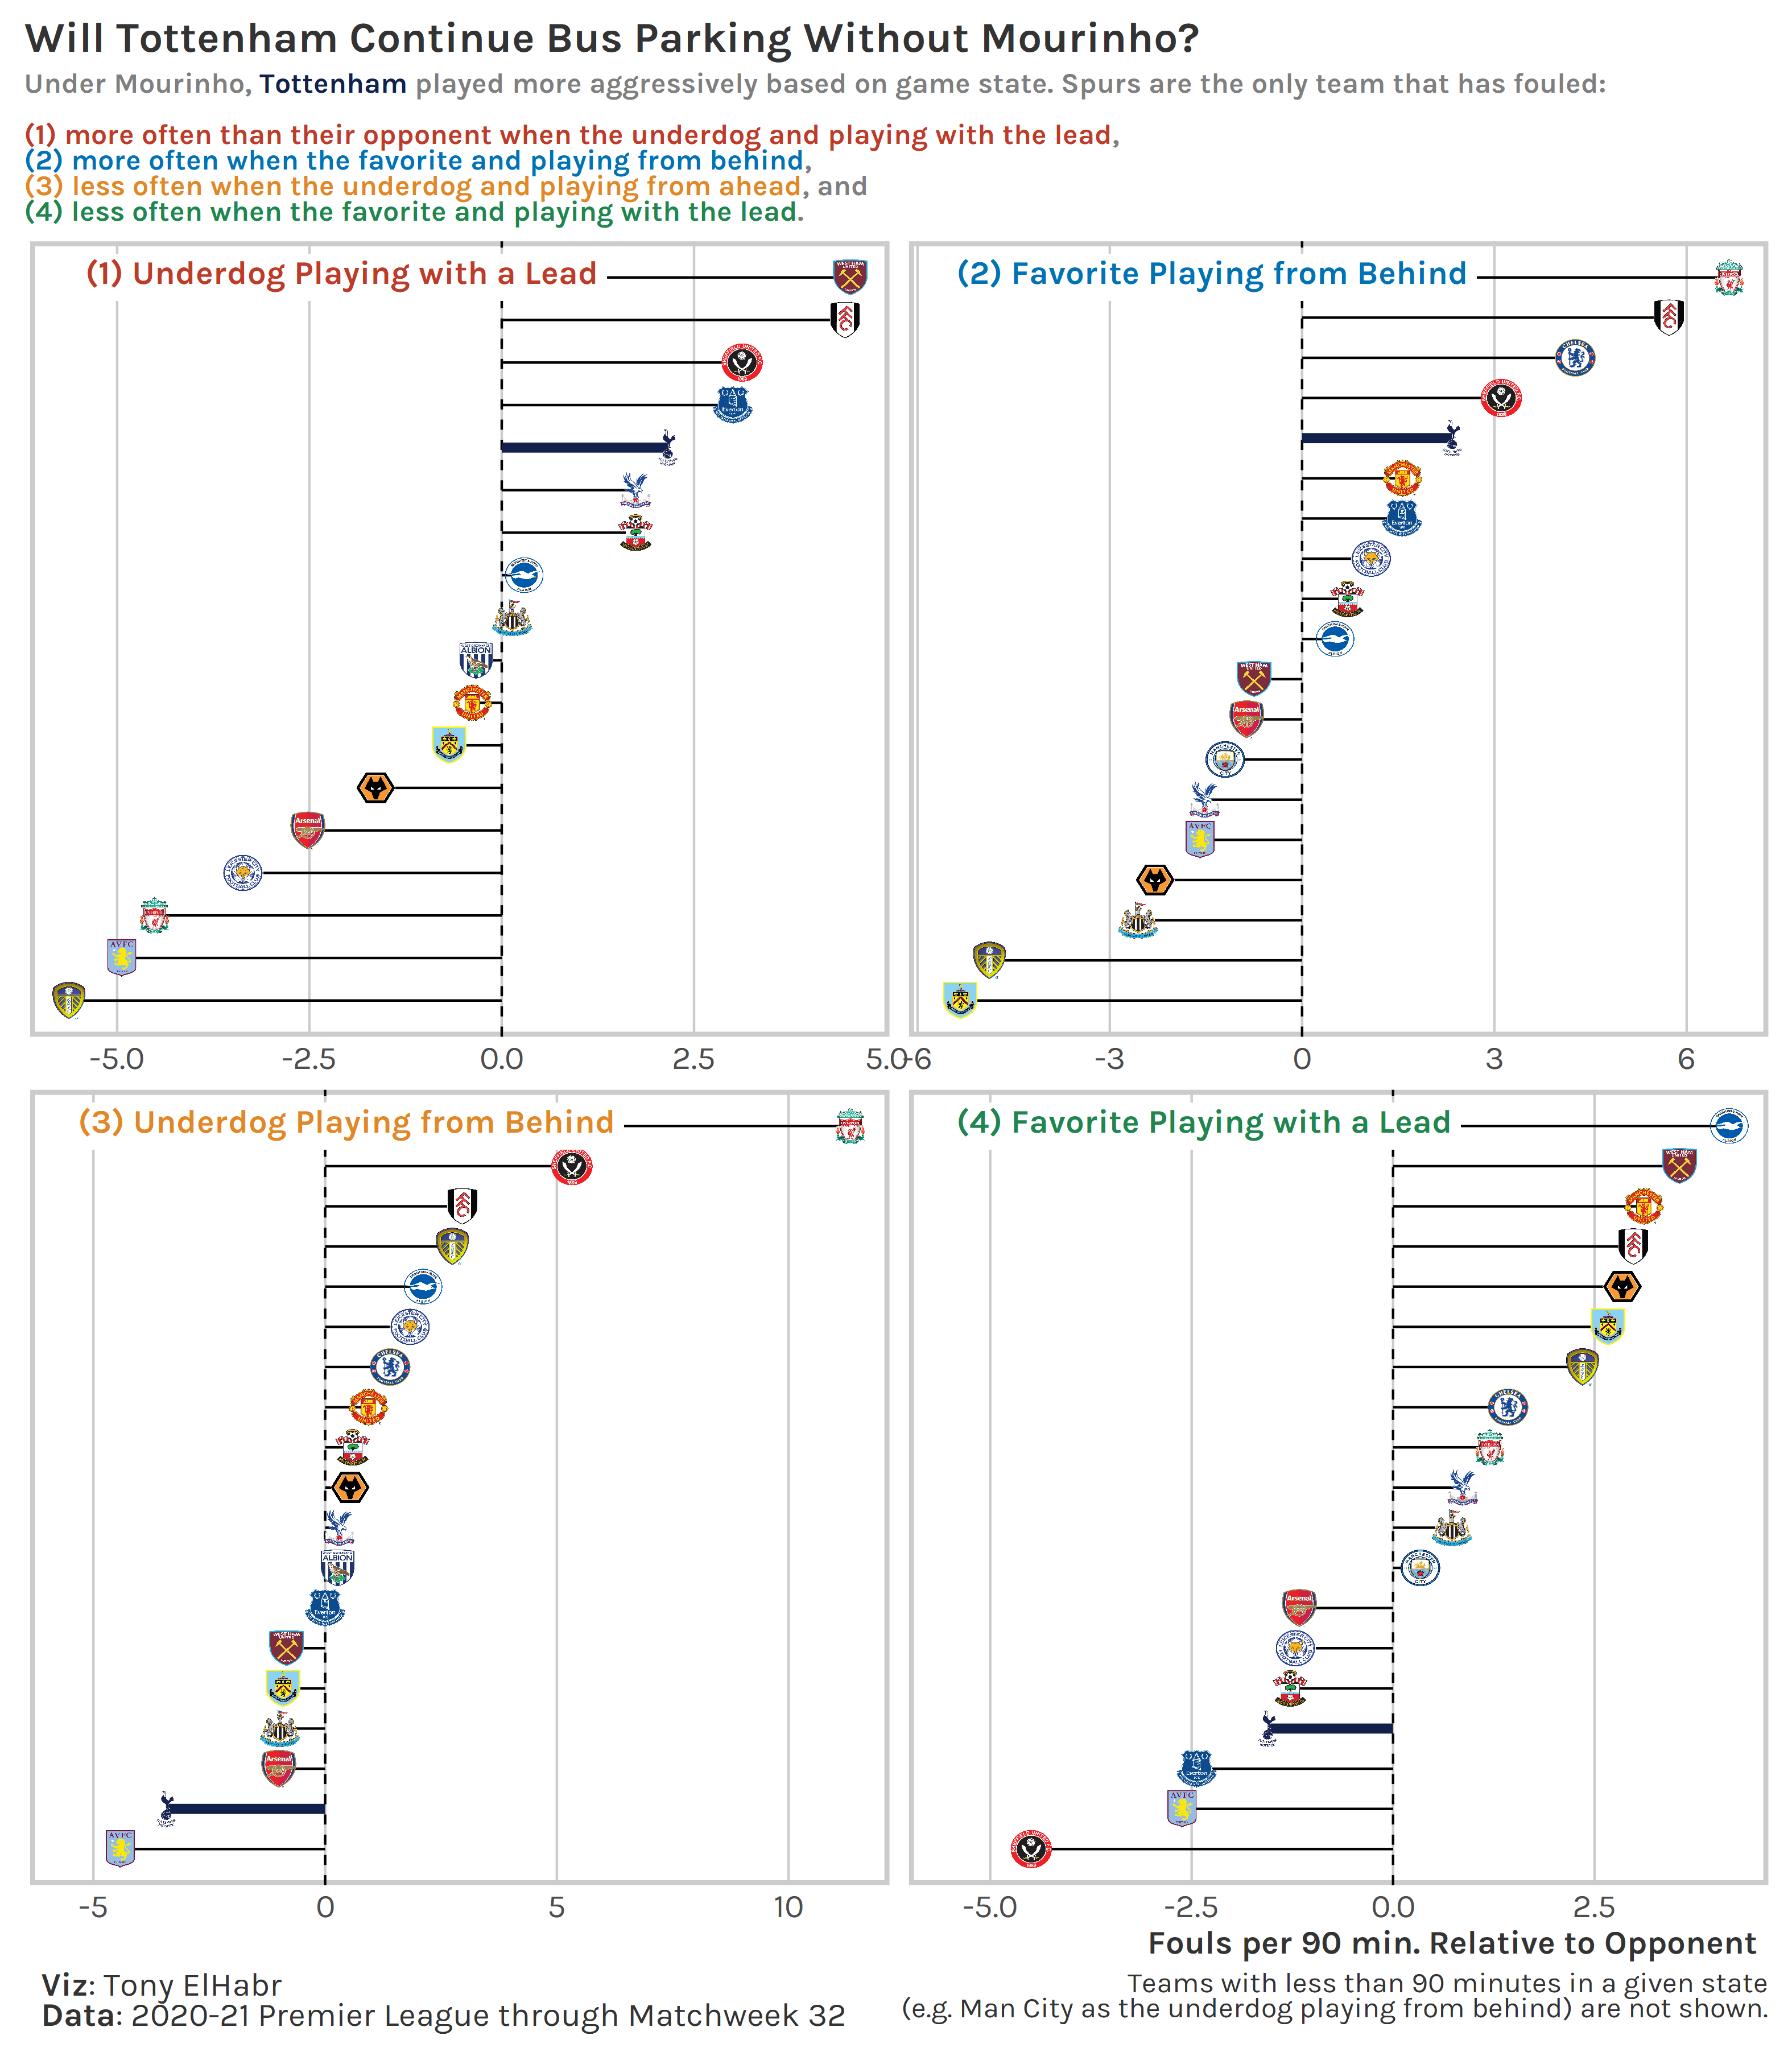 Will Tottenham Continue Bus Parking Without Mourinho?
Under Mourinho, Tottenham played more aggressively based on game state. Spurs are the only team that has fouled:
(1) more often than their opponent when the underdog and playing with the lead,
(2) more often when the favorite and playing from behind,
(3) less often when the underdog and playing from ahead, and
(4) less often when the favorite and playing with the lead.
(1) Underdog Playing with a Lead
-5.0 -2.5 0.0 2.5 5.0
(2) Favorite Playing from Behind
-6 -3 0 3 6
(3) Underdog Playing from Behind
-5 0 5 10
(4) Favorite Playing with a Lead
-5.0 -2.5 0.0 2.5
Fouls per 90 min. Relative to Opponent
Viz: Tony ElHabr
Data: 2020-21 Premier League through Matchweek 32
Teams with less than 90 minutes in a given state
(e.g. Man City as the underdog playing from behind) are not shown.